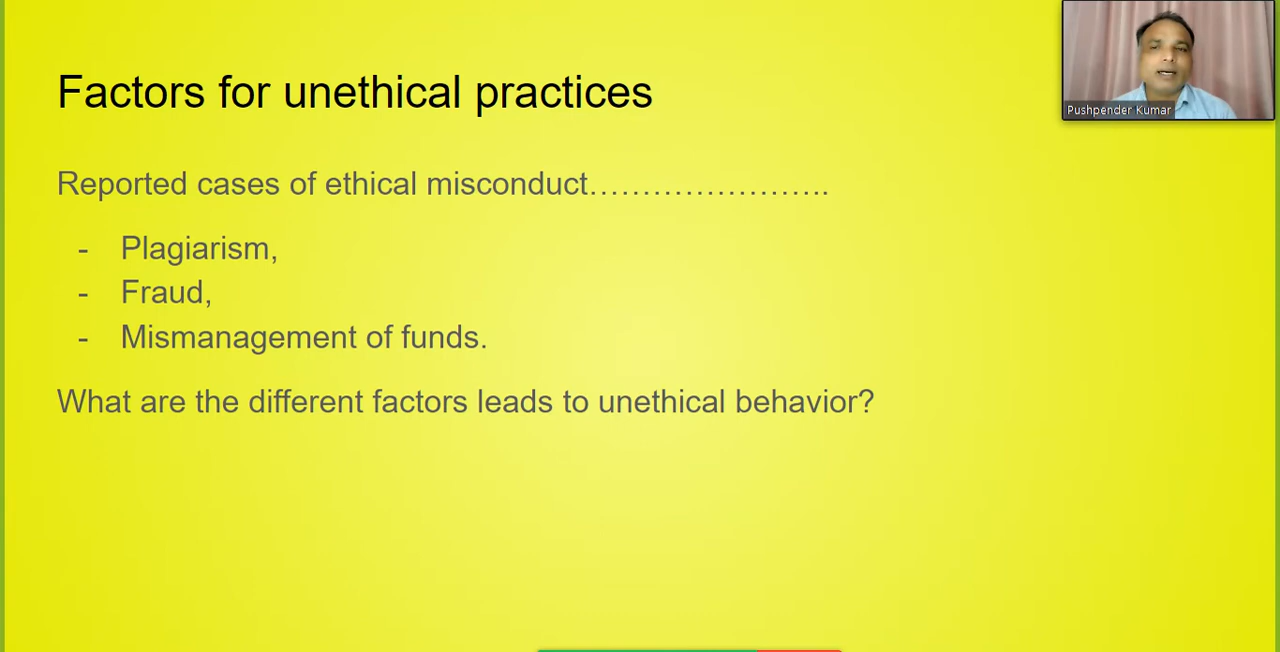 Factors for unethical practices
Reported cases of ethical misconduct…………………..
- Plagiarism,
- Fraud,
- Mismanagement of funds.
What are the different factors leads to unethical behavior?
Pushpender Kumar